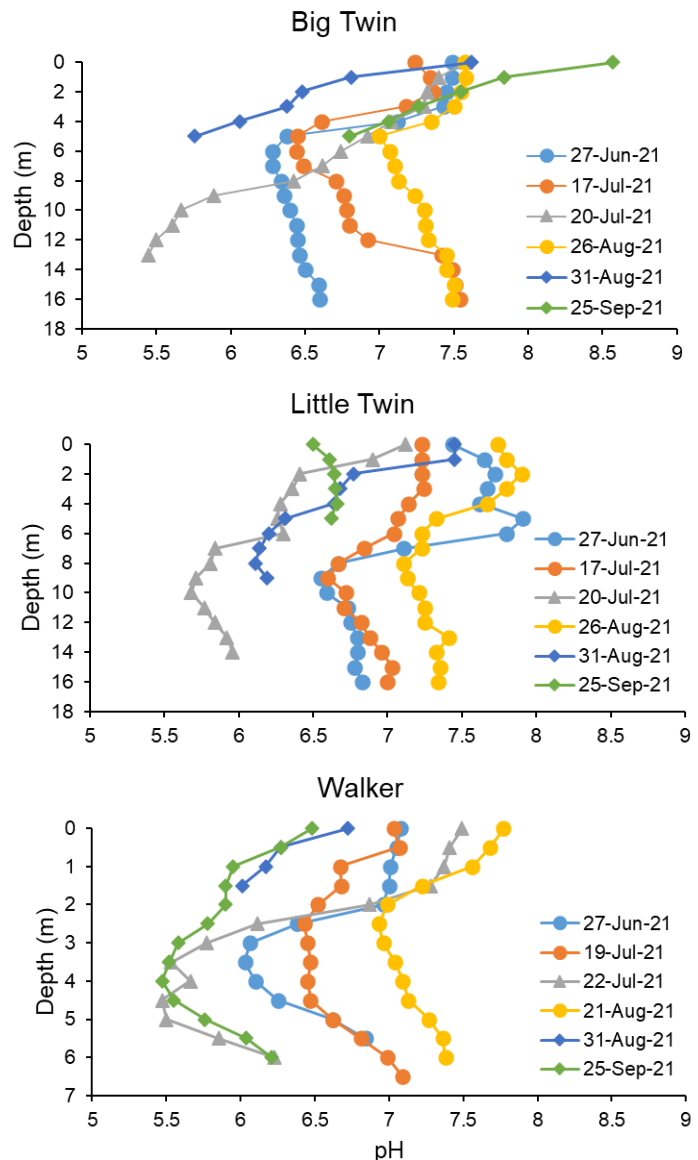 Big Twin
5 5.5 6 6.5 7 7.5 8 8.5 9
0
2
4
6
8
10
12
14
16
18
Depth (m)
27-Jun-21
17-Jul-21
20-Jul-21
26-Aug-21
31-Aug-21
25-Sep-21
Little Twin
5 5.5 6 6.5 7 7.5 8 8.5 9
0
2
4
6
8
10
12
14
16
18
Depth (m)
27-Jun-21
17-Jul-21
20-Jul-21
26-Aug-21
31-Aug-21
25-Sep-21
Walker
5 5.5 6 6.5 7 7.5 8 8.5 9
0
1
2
3
4
5
6
7
Depth (m)
27-Jun-21
19-Jul-21
22-Jul-21
21-Aug-21
31-Aug-21
25-Sep-21
pH